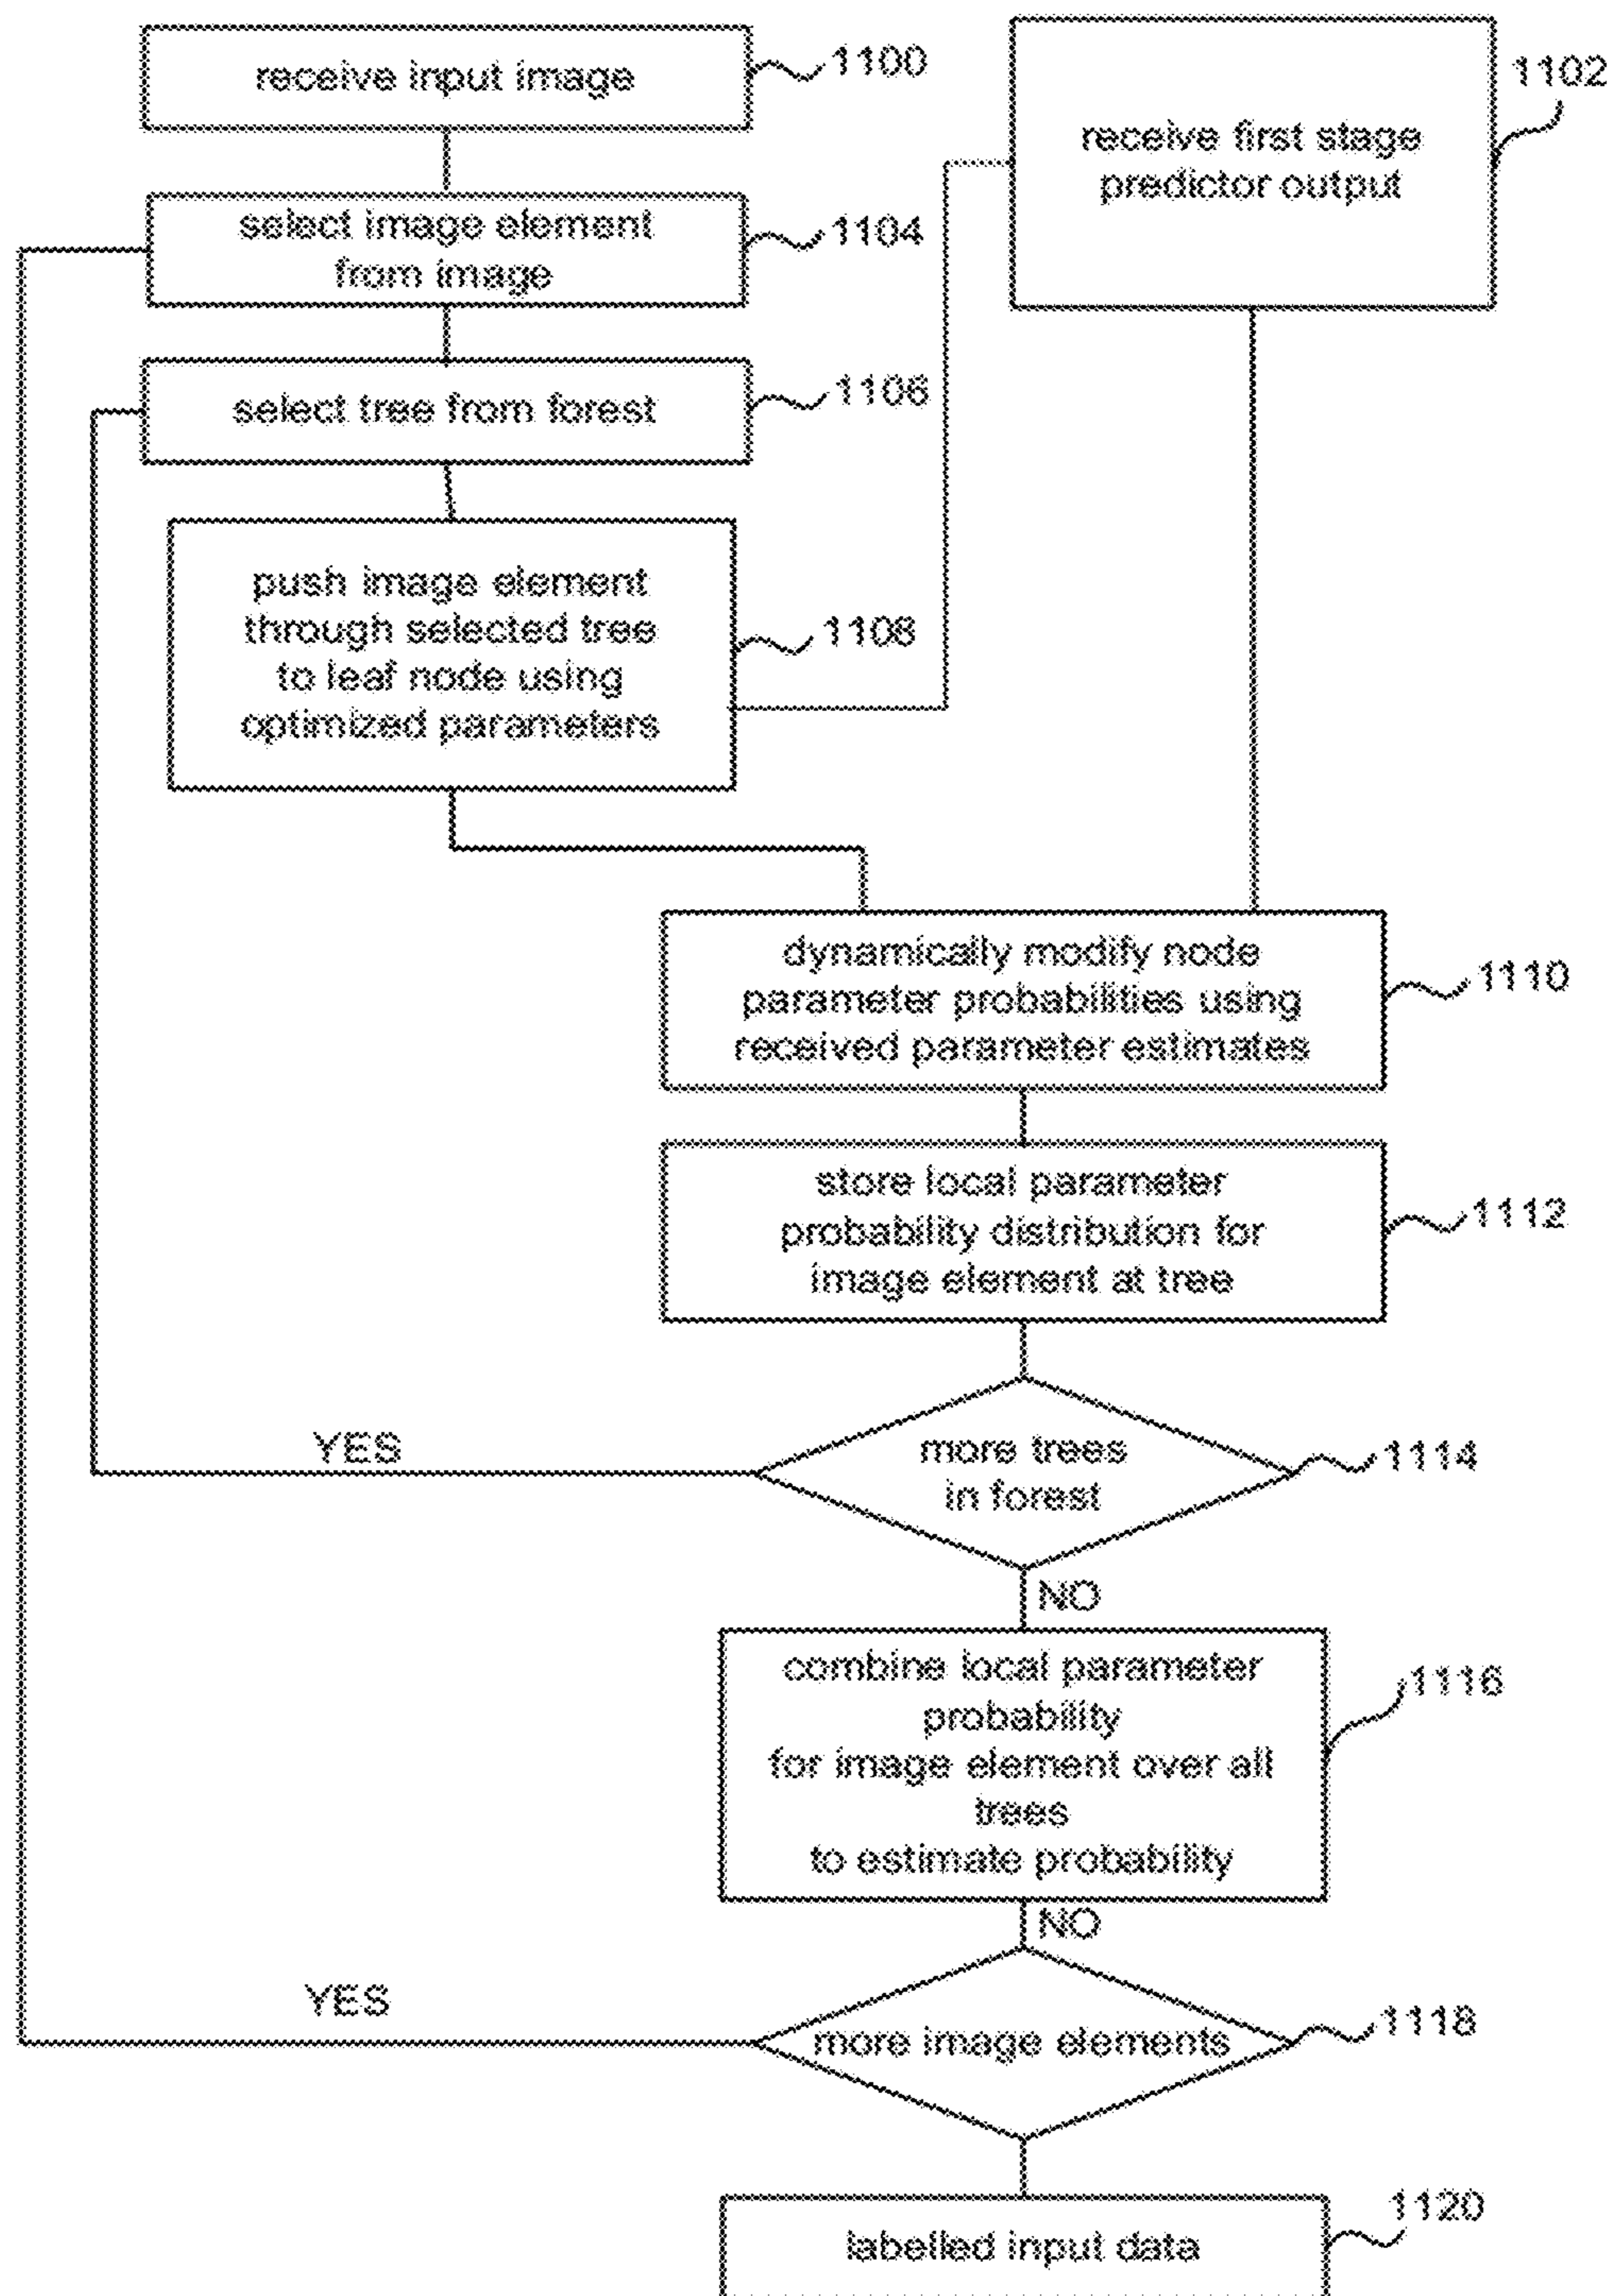 receive input image
1100
receive first stage
predictor output
1102
select image element
from image
1104
select tree from forest
1106
push image element
through selected tree
to leaf node using
optimized parameters
1108
dynamically modify node
parameter probabilities using
received parameter estimates
1110
store local parameter
probability distribution for
image element at tree
1112
YES
more trees
in forest
1114
NO
combine local parameter
probability
for image element over all
trees
to estimate probability
1116
NO
YES
more image elements
1118
labelled input data
1120